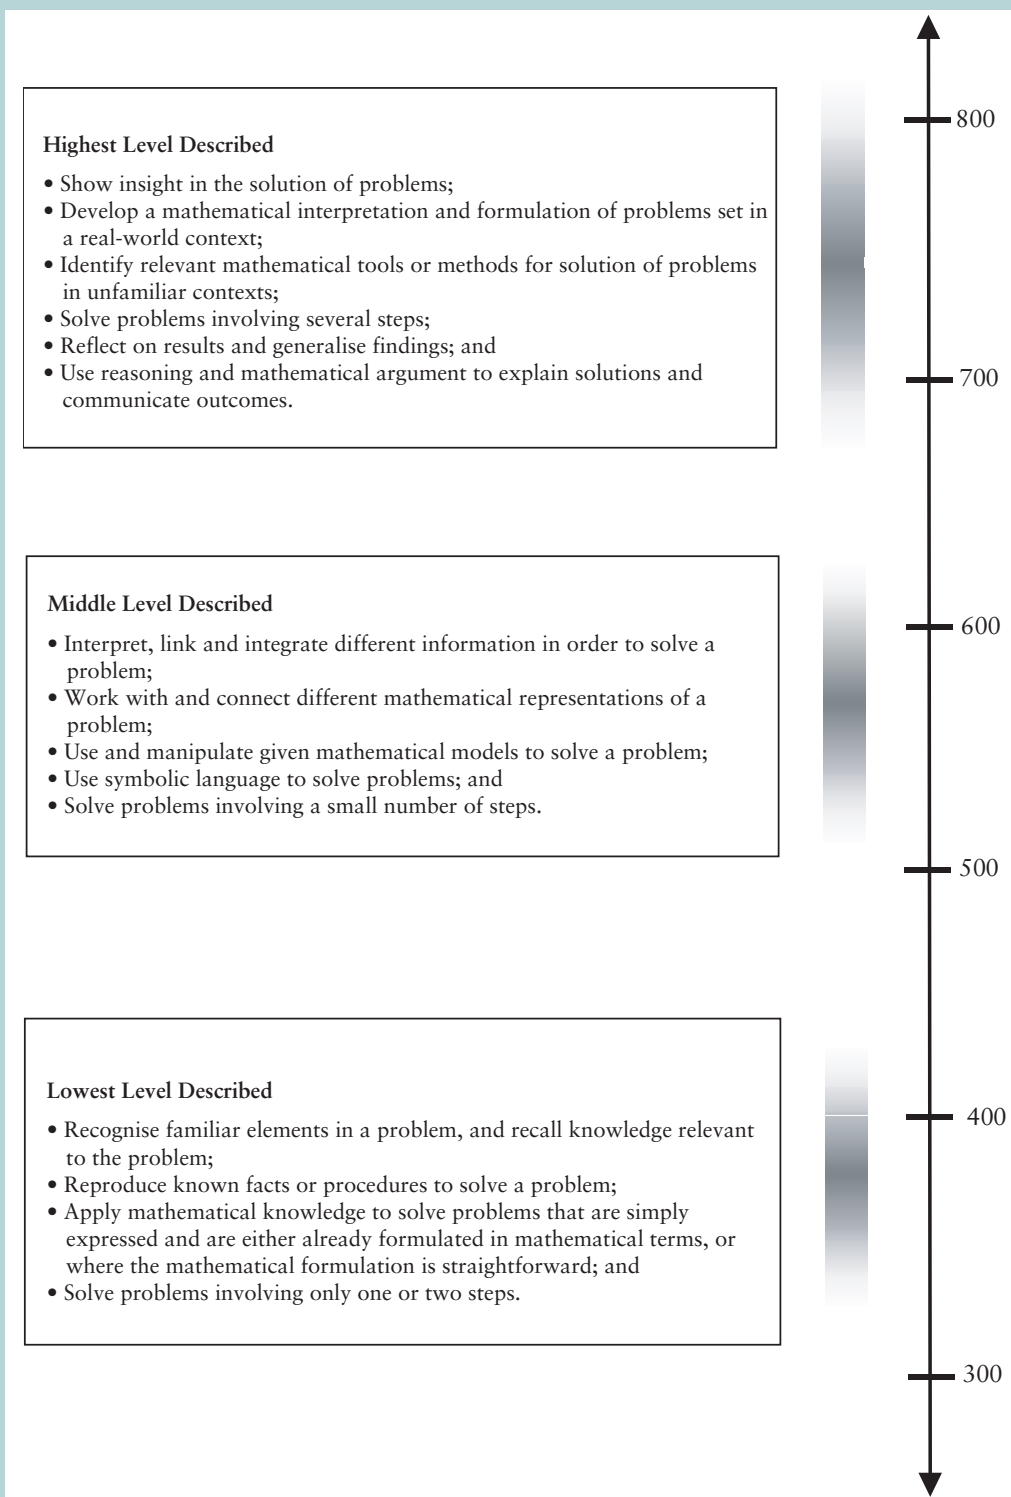 800
Highest Level Described
• Show insight in the solution of problems;
• Develop a mathematical interpretation and formulation of problems set in
a real-world context;
• Identify relevant mathematical tools or methods for solution of problems
in unfamiliar contexts;
• Solve problems involving several steps;
• Reflect on results and generalise findings; and
• Use reasoning and mathematical argument to explain solutions and
communicate outcomes.
700
Middle Level Described
• Interpret, link and integrate different information in order to solve a
problem;
• Work with and connect different mathematical representations of a
problem;
• Use and manipulate given mathematical models to solve a problem;
• Use symbolic language to solve problems; and
• Solve problems involving a small number of steps.
600
500
Lowest Level Described
• Recognise familiar elements in a problem, and recall knowledge relevant
to the problem;
• Reproduce known facts or procedures to solve a problem;
• Apply mathematical knowledge to solve problems that are simply
expressed and are either already formulated in mathematical terms, or
where the mathematical formulation is straightforward; and
• Solve problems involving only one or two steps.
400
300